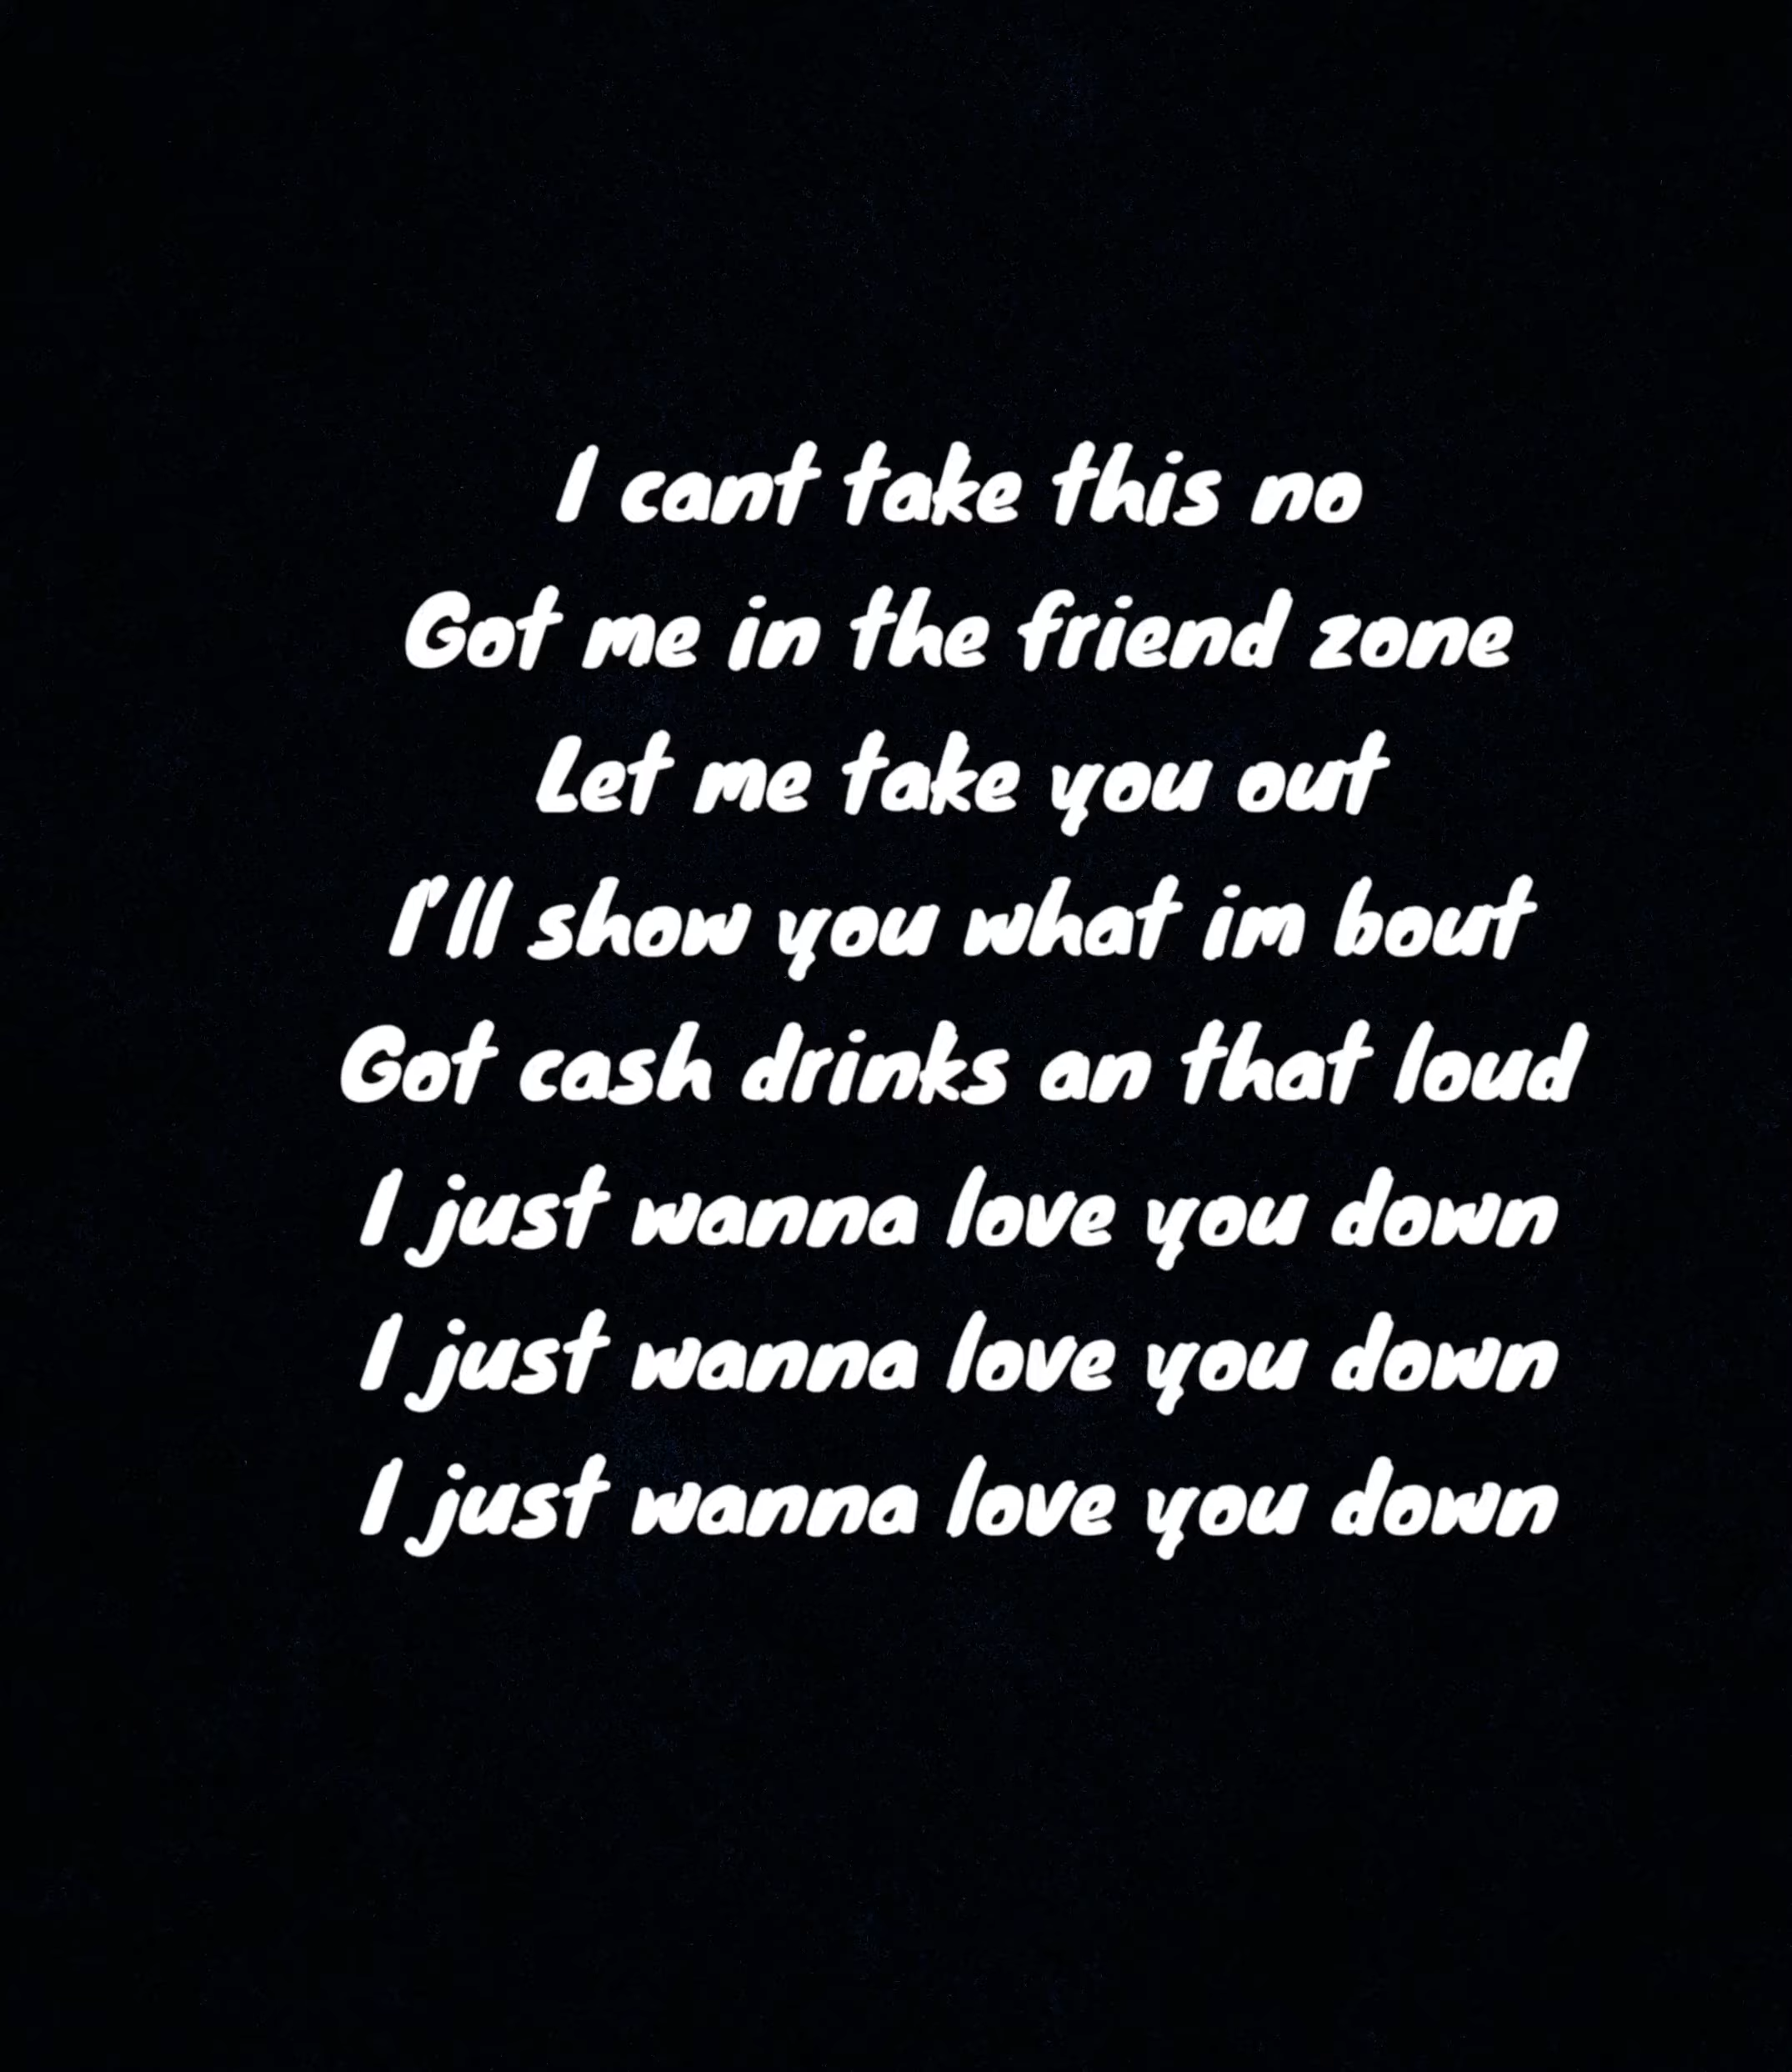 I cant take this no
Got me in the friend zone
Let me take you out
I'll show you what im bout
Got cash drinks an that loud
I just wanna love you down
I just wanna love you down
I just wanna love you down